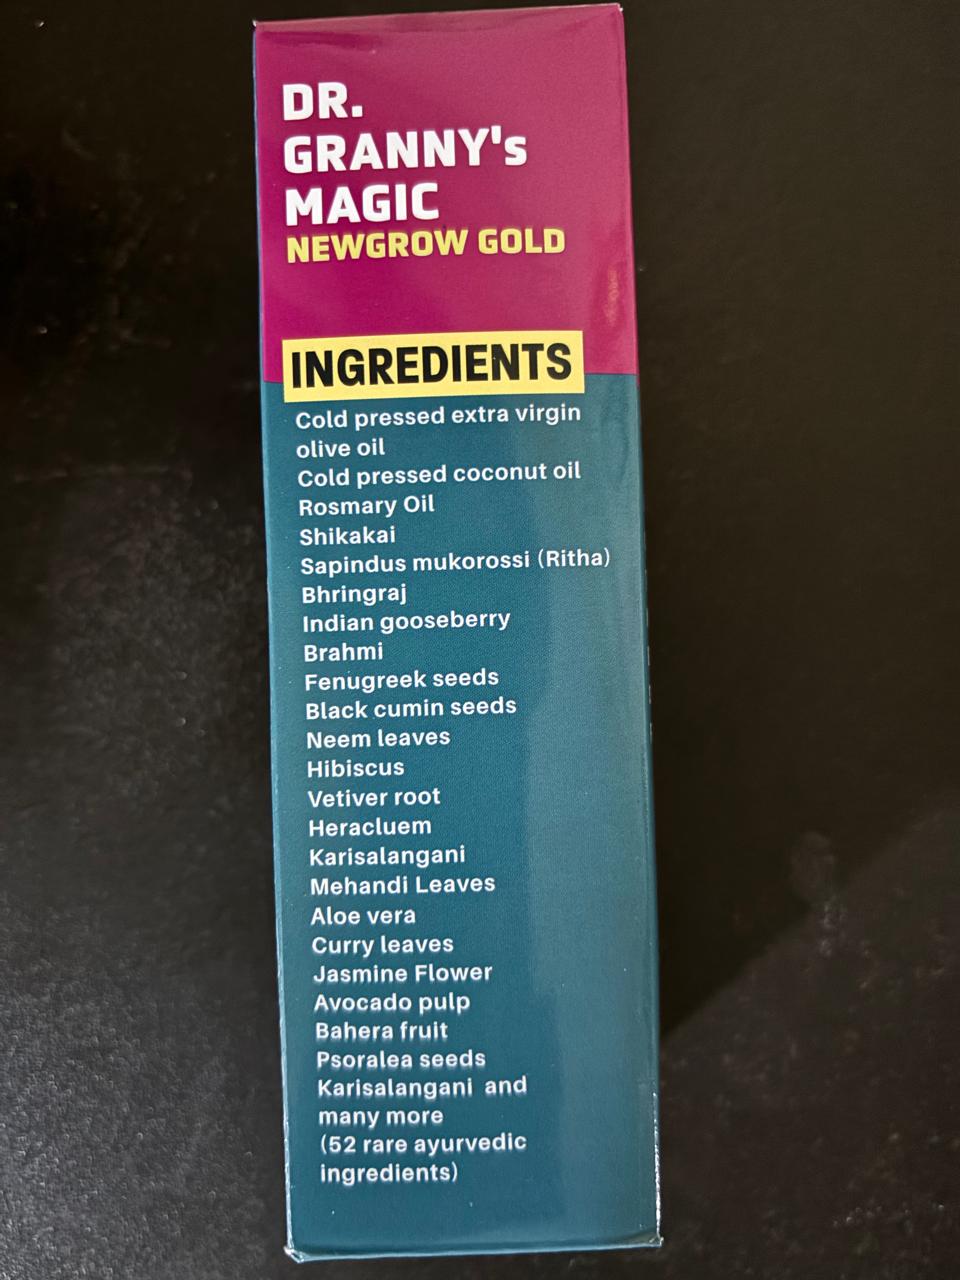 DR.
GRANNY's
MAGIC
NEWGROW GOLD
INGREDIENTS
Cold pressed extra virgin
olive oil
Cold pressed coconut oil
Rosmary Oil
Shikakai
Sapindus mukorossi (Ritha)
Bhringraj
Indian gooseberry
Brahmi
Fenugreek seeds
Black cumin seeds
Neem leaves
Hibiscus
Vetiver root
Heracluem
Karisalangani
Mehandi Leaves
Aloe vera
Curry leaves
Jasmine Flower
Avocado pulp
Bahera fruit
Psoralea seeds
Karisalangani and
many more
(52 rare ayurvedic
ingredients)